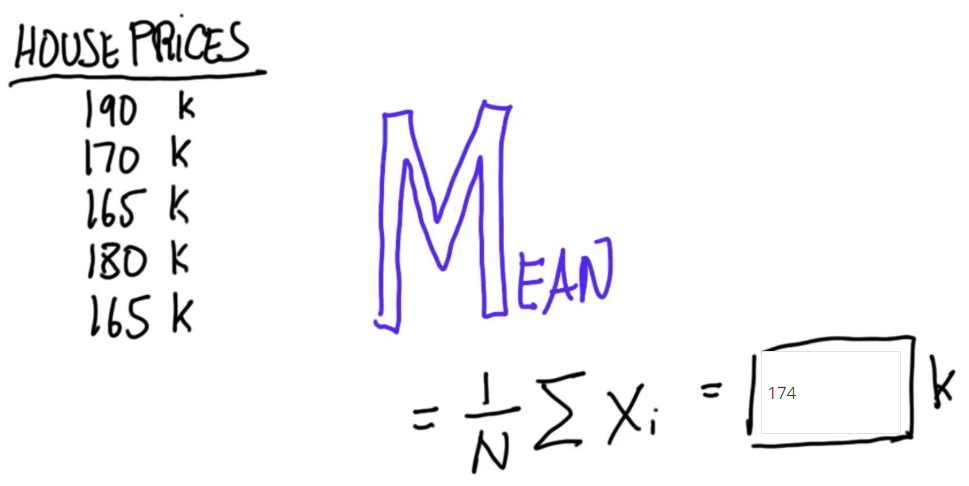 HOUSE PRICES
190 K
170 K
165 K
180 K
165 K
MEAN
= 1/N Σ Xi = 174 K